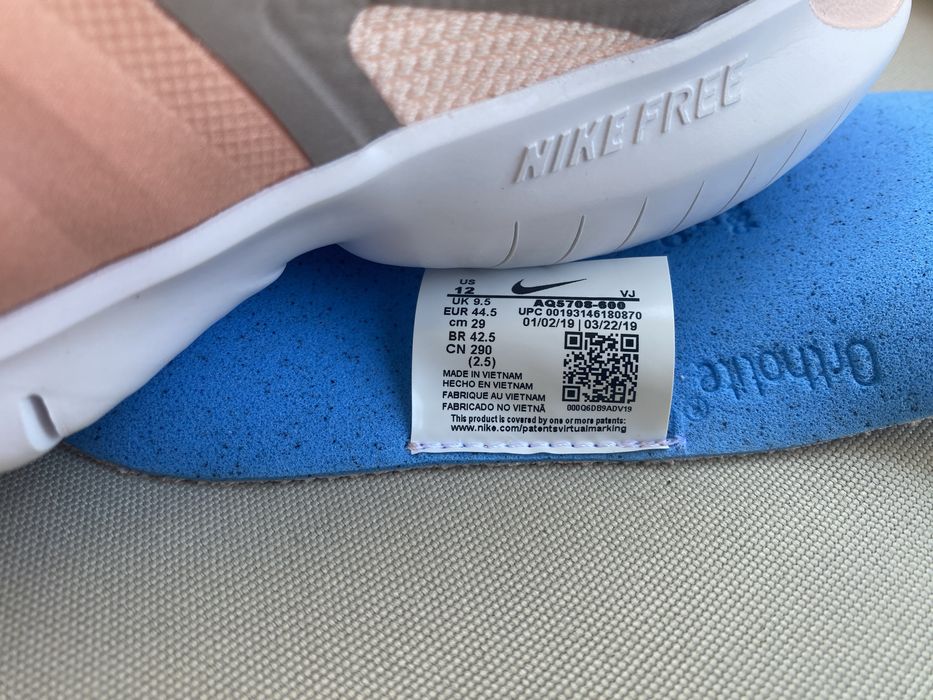 NIKE FREE
US
12
VJ
UK 9.5
AQ5708-600
EUR 44.5
UPC 00193146180870
cm 29
01/02/19 | 03/22/19
BR 42.5
CN 290
(2.5)
MADE IN VIETNAM
HECHO EN VIETNAM
FABRIQUE AU VIETNAM
FABRICADO NO VIETNÃ
000Q6DB9ADV19
This product is covered by one or more patents:
www.nike.com/patentsvirtualmarking
Ortholite®